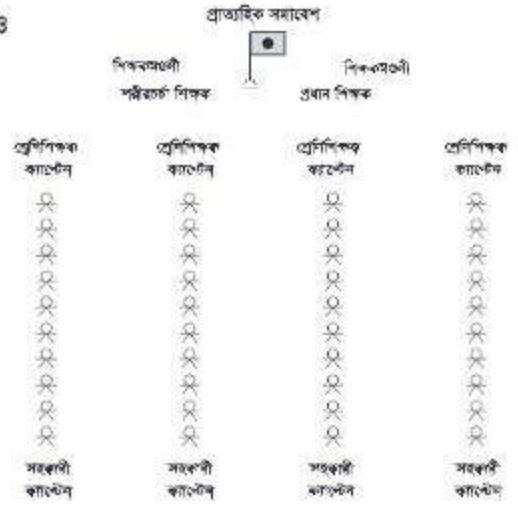 ও
প্রাত্যহিক সমাবেশ
শিক্ষকমণ্ডলী শিক্ষকমণ্ডলী
শরীরচর্চা শিক্ষক প্রধান শিক্ষক
শ্রেণিশিক্ষক শ্রেণিশিক্ষক শ্রেণিশিক্ষক শ্রেণিশিক্ষক
ক্যাপ্টেন ক্যাপ্টেন ক্যাপ্টেন ক্যাপ্টেন
সহকারী সহকারী সহকারী সহকারী
ক্যাপ্টেন ক্যাপ্টেন ক্যাপ্টেন ক্যাপ্টেন